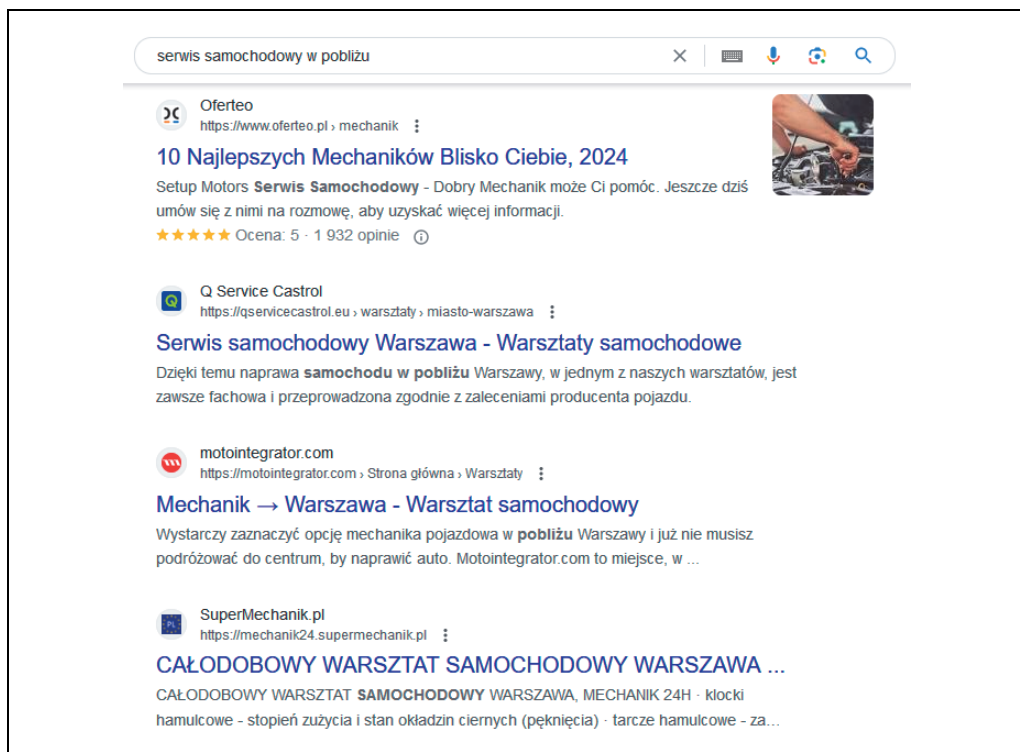 serwis samochodowy w pobliżu
Oferteo
https://www.oferteo.pl › mechanik
10 Najlepszych Mechaników Blisko Ciebie, 2024
Setup Motors Serwis Samochodowy - Dobry Mechanik może Ci pomóc. Jeszcze dziś
umów się z nimi na rozmowę, aby uzyskać więcej informacji.
Ocena: 5 · 1 932 opinie
Q Service Castrol
https://qservicecastrol.eu › warsztaty › miasto-warszawa
Serwis samochodowy Warszawa - Warsztaty samochodowe
Dzięki temu naprawa samochodu w pobliżu Warszawy, w jednym z naszych warsztatów, jest
zawsze fachowa i przeprowadzona zgodnie z zaleceniami producenta pojazdu.
motointegrator.com
https://motointegrator.com › Strona główna › Warsztaty
Mechanik → Warszawa - Warsztat samochodowy
Wystarczy zaznaczyć opcję mechanika pojazdowa w pobliżu Warszawy i już nie musisz
podróżować do centrum, by naprawić auto. Motointegrator.com to miejsce, w ...
SuperMechanik.pl
PL
https://mechanik24.supermechanik.pl
CAŁODOBOWY WARSZTAT SAMOCHODOWY WARSZAWA ...
CAŁODOBOWY WARSZTAT SAMOCHODOWY WARSZAWA, MECHANIK 24H · klocki
hamulcowe - stopień zużycia i stan okładzin ciernych (pęknięcia) · tarcze hamulcowe - za...